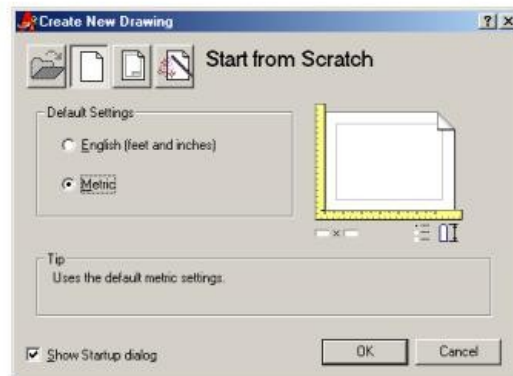 Create New Drawing
Start from Scratch
Default Settings
English (feet and inches)
Metric
Tip
Uses the default metric settings.
Show Startup dialog
OK
Cancel